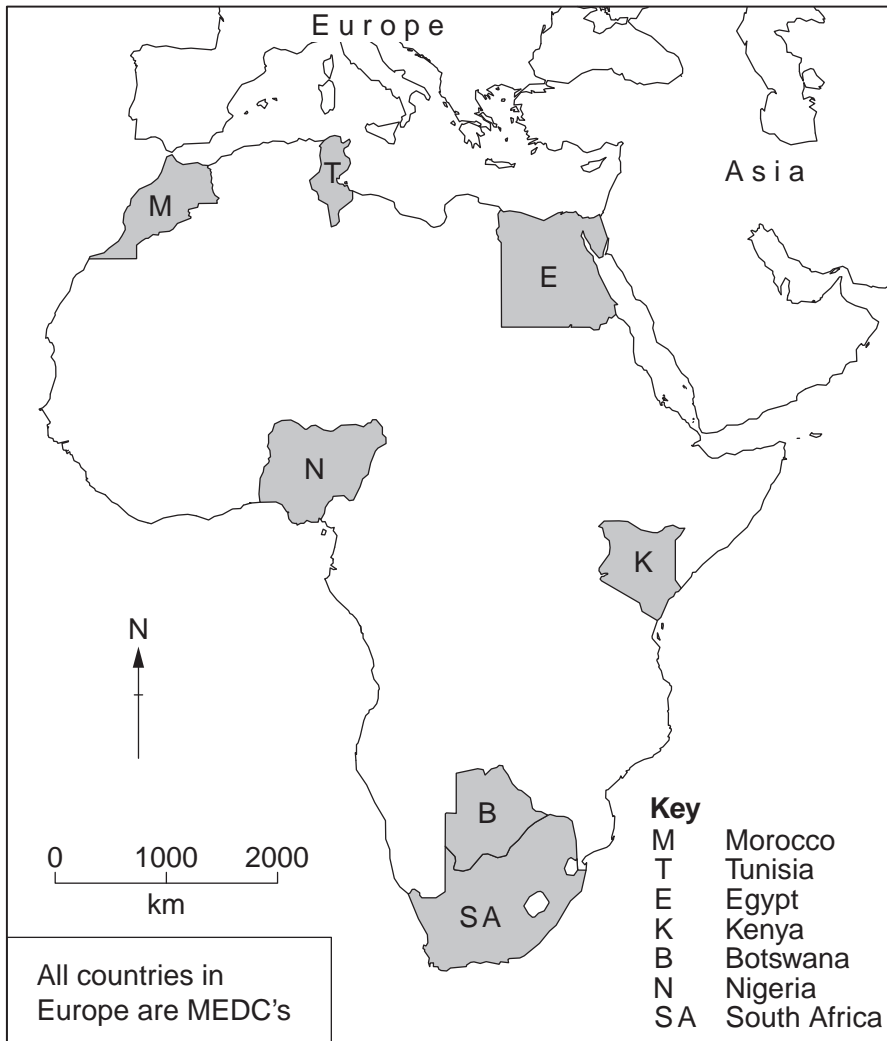 Europe
Asia
M
T
E
N
K
N
B
SA
0 1000 2000
km
All countries in
Europe are MEDC's
Key
M Morocco
T Tunisia
E Egypt
K Kenya
B Botswana
N Nigeria
SA South Africa